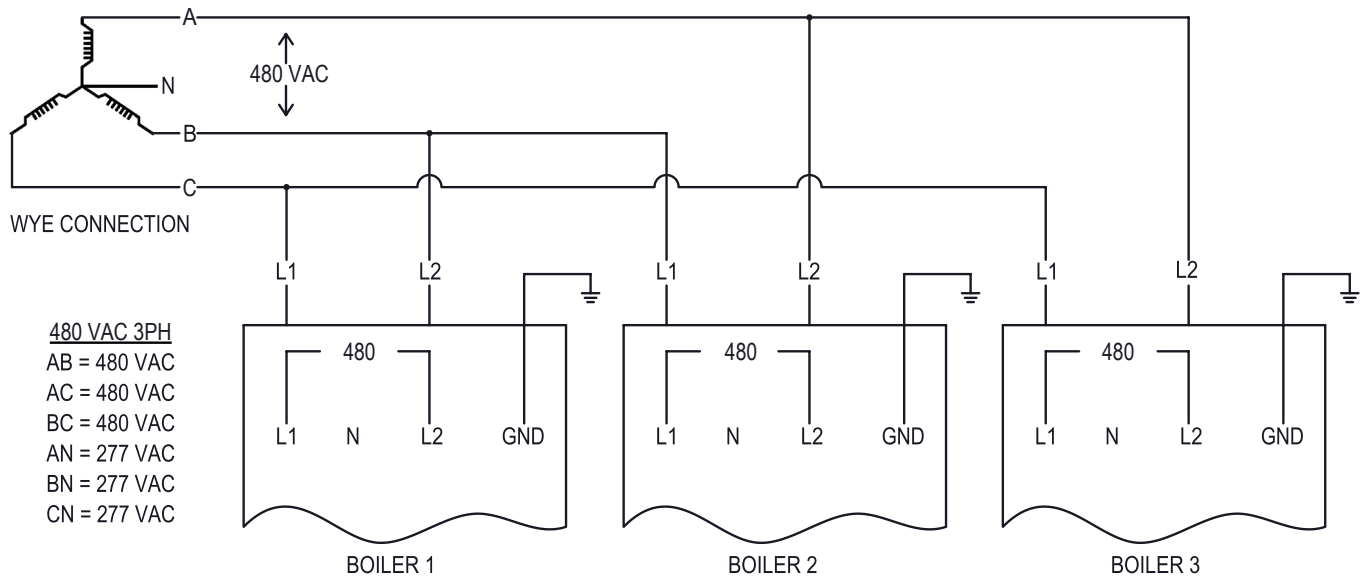 A
480 VAC
N
B
C
WYE CONNECTION
L1 L2 L1 L2 L1 L2
480 VAC 3PH
AB = 480 VAC
AC = 480 VAC
BC = 480 VAC
AN = 277 VAC
BN = 277 VAC
CN = 277 VAC
480
L1 N L2 GND
BOILER 1
480
L1 N L2 GND
BOILER 2
480
L1 N L2 GND
BOILER 3